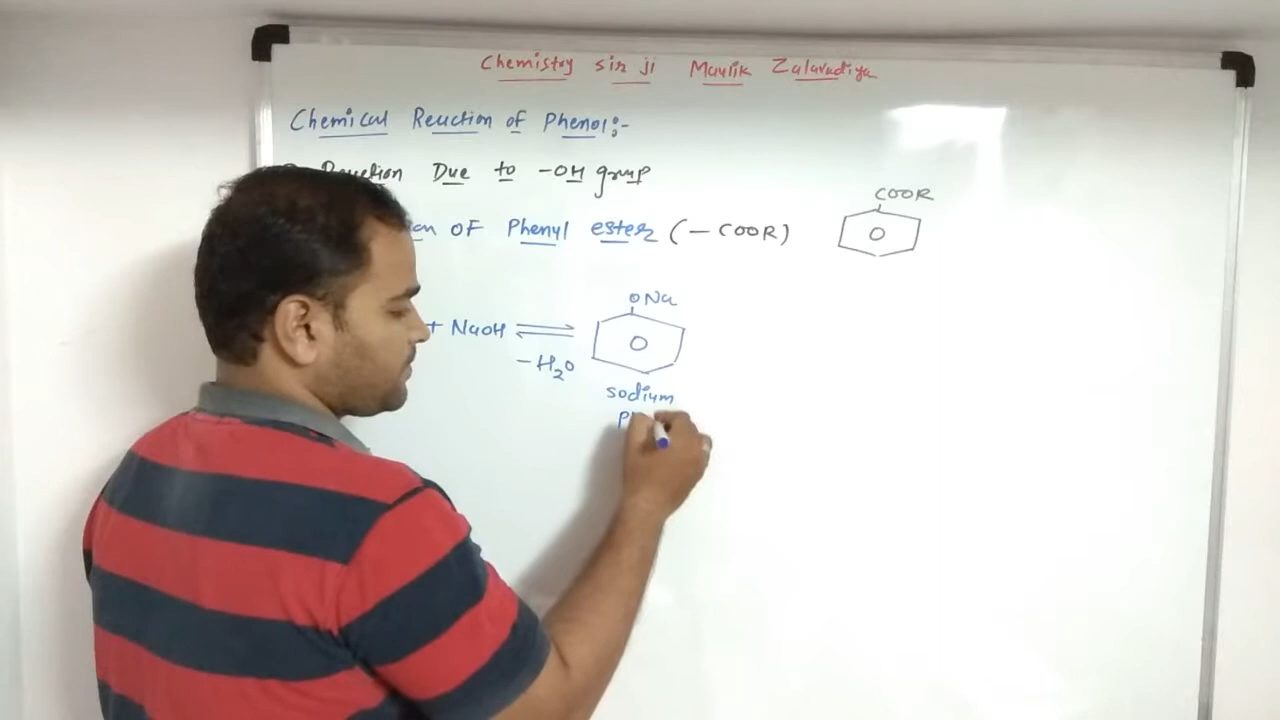 Chemistry sir ji Maulik Zalavadiya
Chemical Reaction of Phenol:-
Reaction Due to -OH group
OF Phenyl ester (-COOR)
COOR
ONa
+ NaOH ⇌
-H₂O
sodium